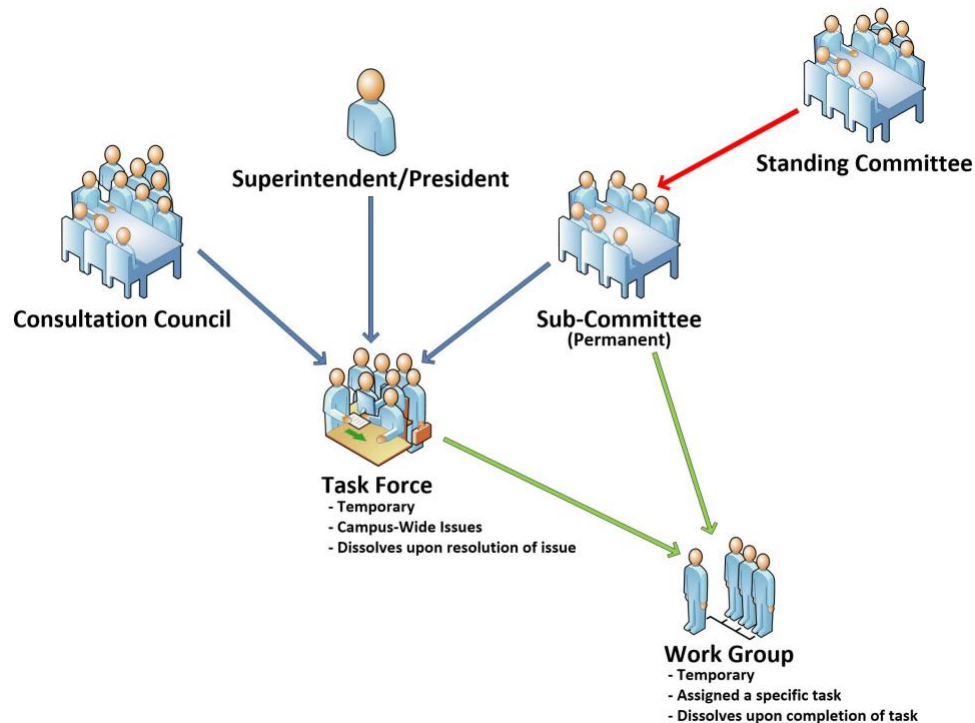 Standing Committee
Superintendent/President
Consultation Council
Sub-Committee
(Permanent)
Task Force
- Temporary
- Campus-Wide Issues
- Dissolves upon resolution of issue
Work Group
- Temporary
- Assigned a specific task
- Dissolves upon completion of task